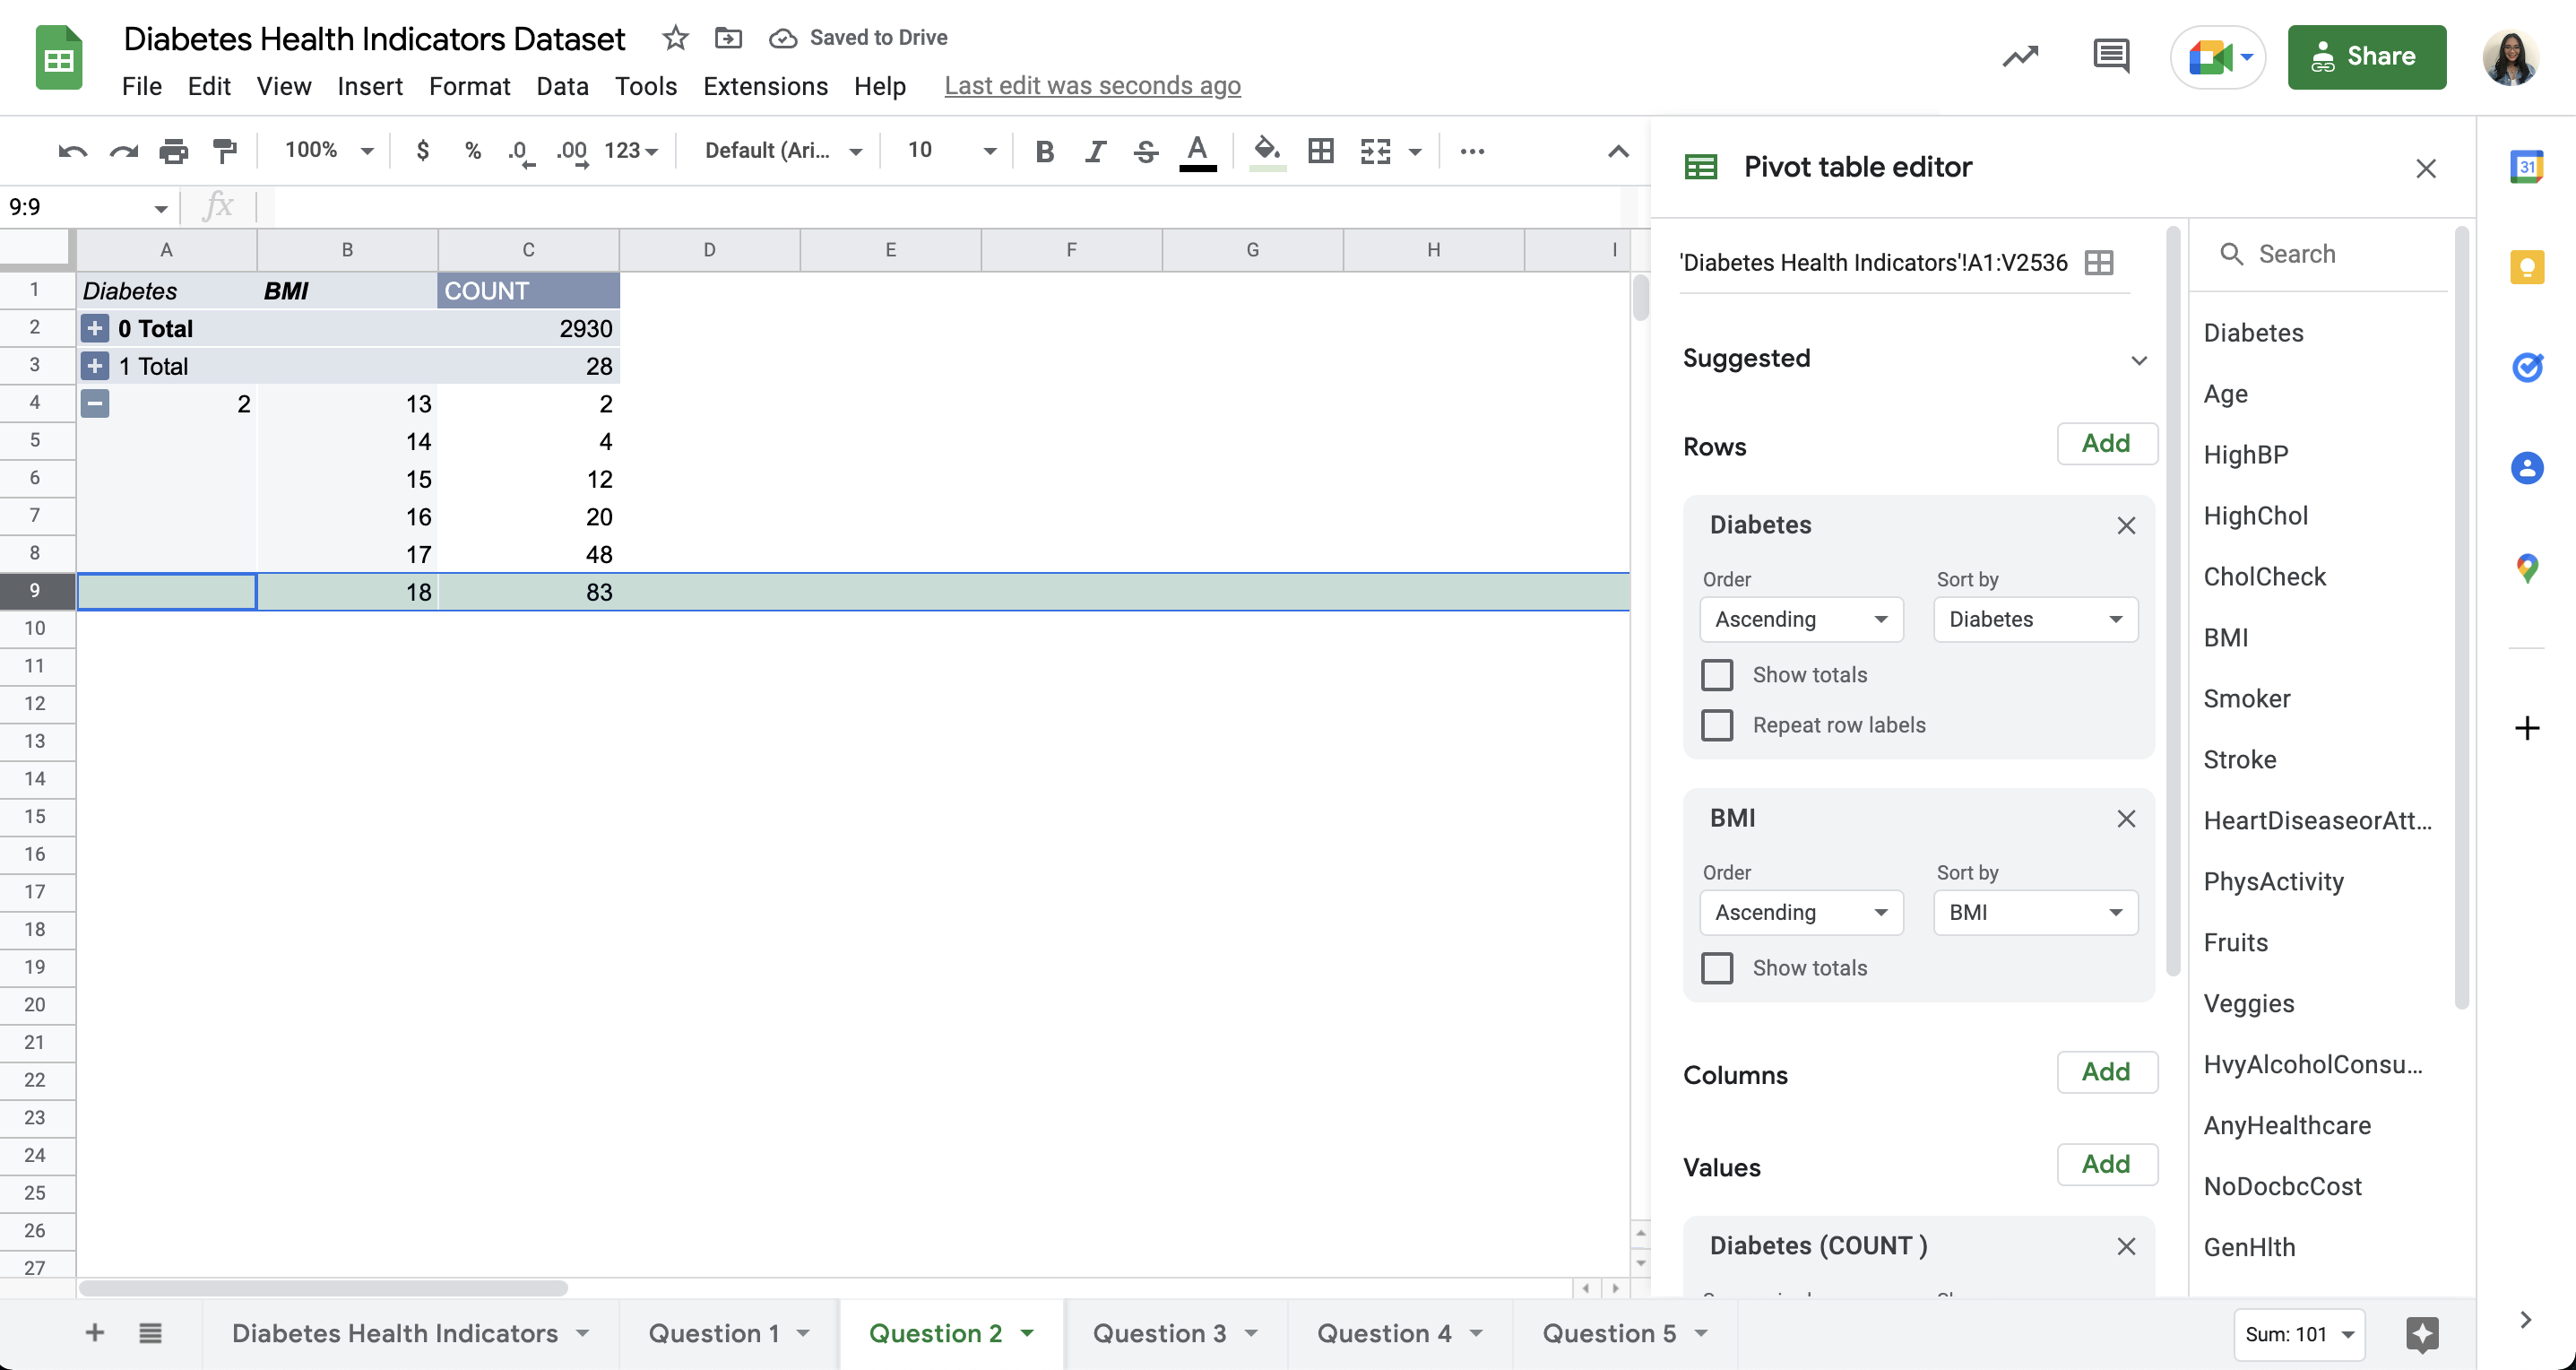 Diabetes Health Indicators Dataset
Saved to Drive
File Edit View Insert Format Data Tools Extensions Help Last edit was seconds ago
Share
100% $ % .0 .00 123 Default (Ari... 10 B I S A ...
9:9 fx
A B C D E F G H I
1 Diabetes BMI COUNT
2 0 Total 2930
3 1 Total 28
4 2 13 2
5 14 4
6 15 12
7 16 20
8 17 48
9 18 83
10
11
12
13
14
15
16
17
18
19
20
21
22
23
24
25
26
27
Pivot table editor
'Diabetes Health Indicators'!A1:V2536
Suggested
Rows Add
Diabetes
Order Sort by
Ascending Diabetes
Show totals
Repeat row labels
BMI
Order Sort by
Ascending BMI
Show totals
Columns Add
Values Add
Diabetes (COUNT )
Search
Diabetes
Age
HighBP
HighChol
CholCheck
BMI
Smoker
Stroke
HeartDiseaseorAtt...
PhysActivity
Fruits
Veggies
HvyAlcoholConsu...
AnyHealthcare
NoDocbcCost
GenHlth
31
Diabetes Health Indicators Question 1 Question 2 Question 3 Question 4 Question 5
Sum: 101